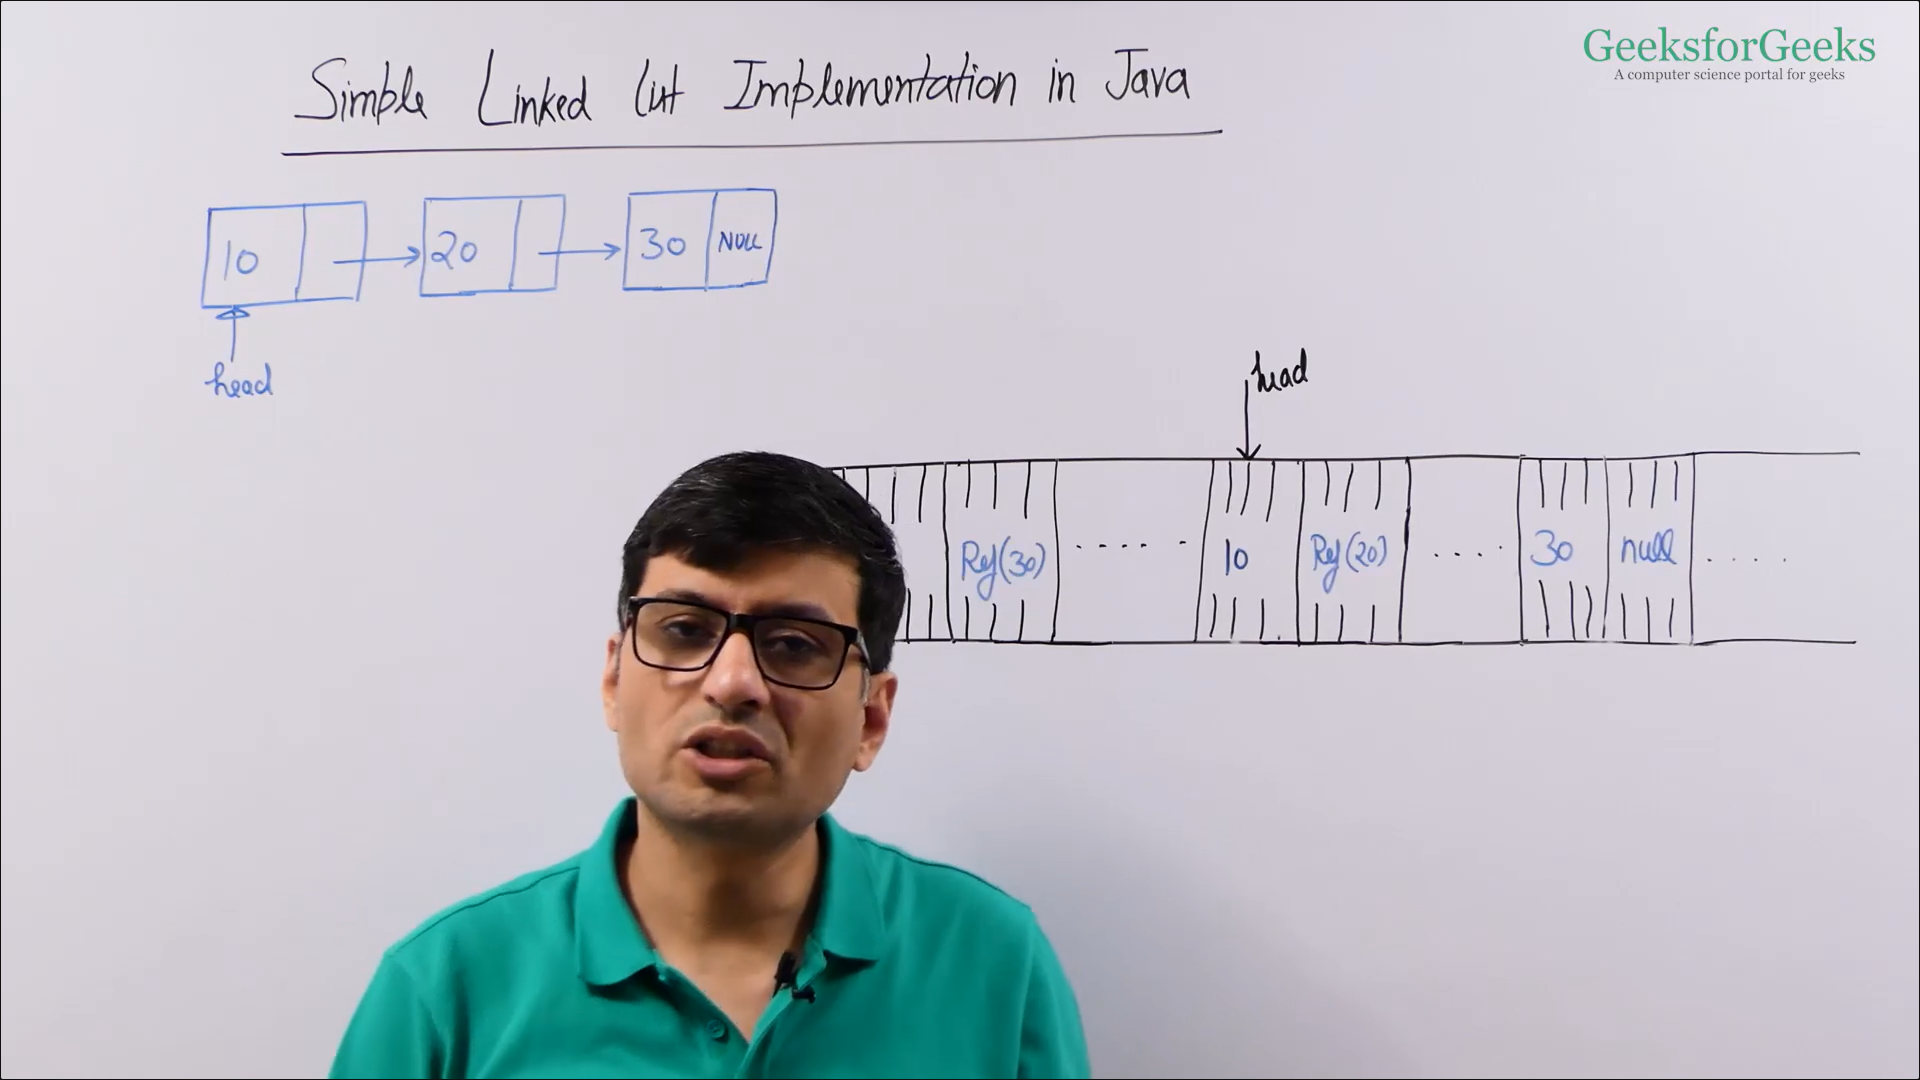 GeeksforGeeks
A computer science portal for geeks
Simple Linked List Implementation in Java
10 20 30 NULL
head
head
Ref(30) ..... 10 Ref(20) .... 30 null .....